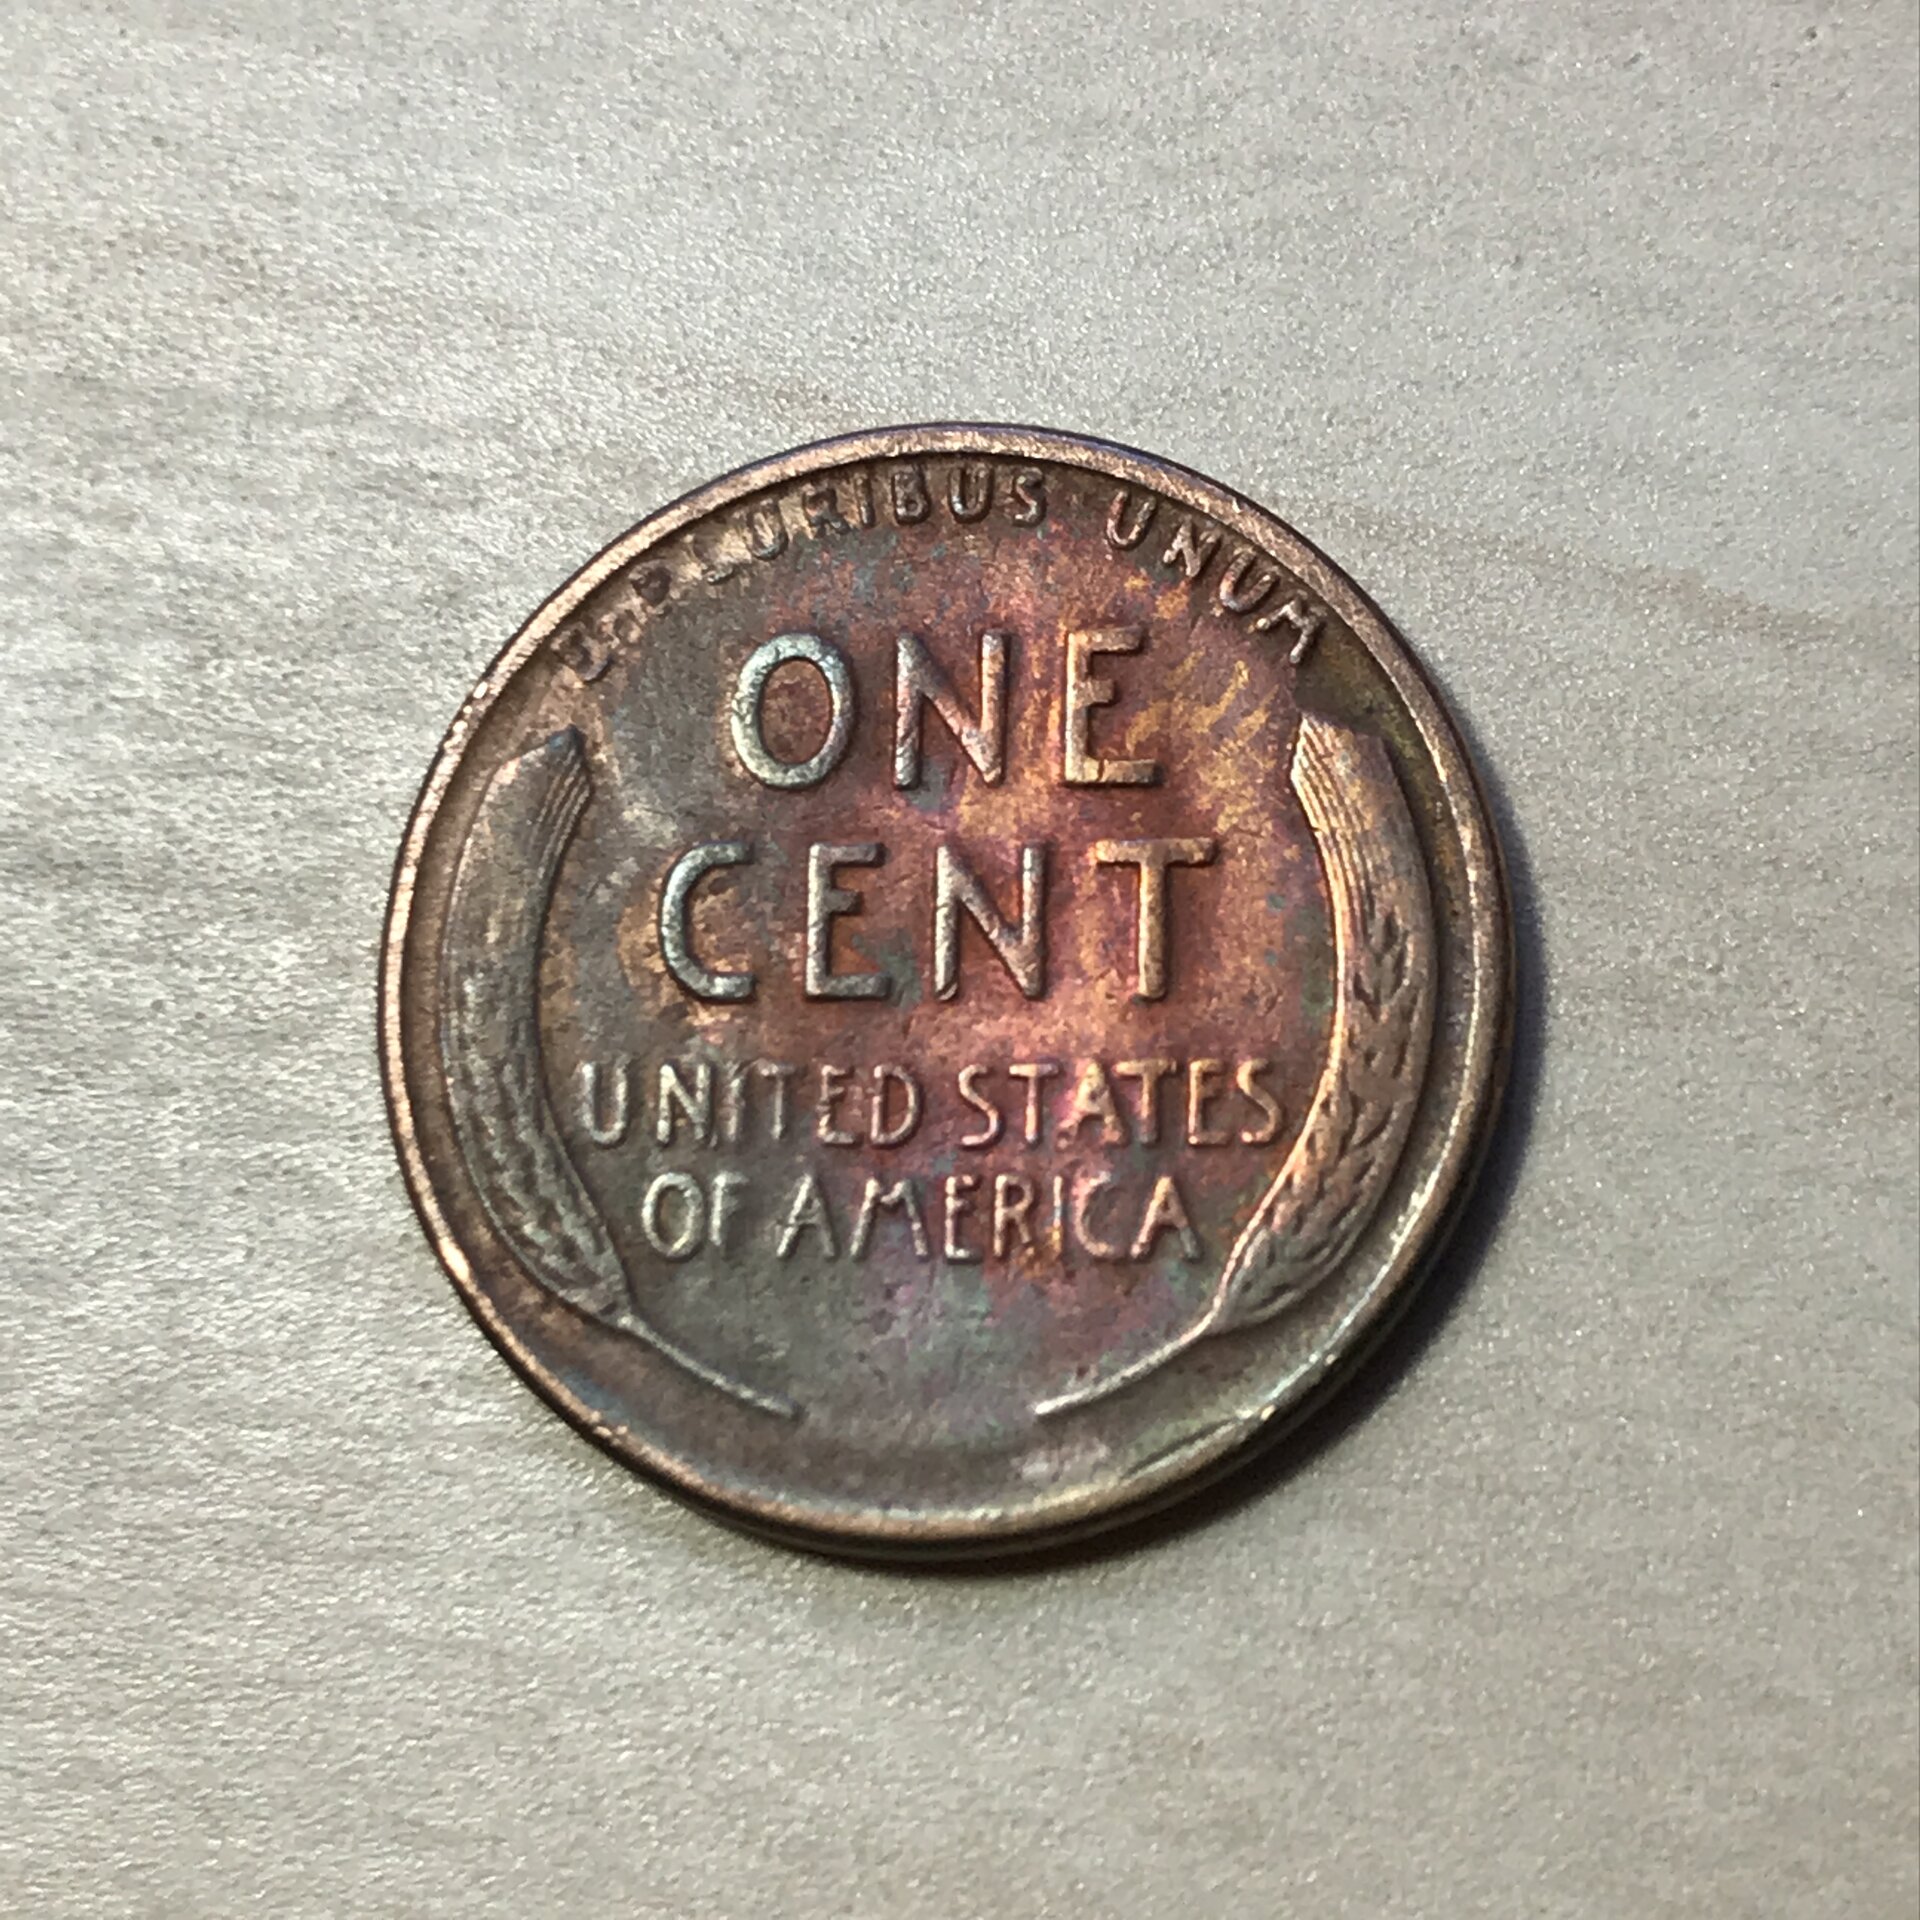 E PLURIBUS UNUM
ONE
CENT
UNITED STATES
OF AMERICA